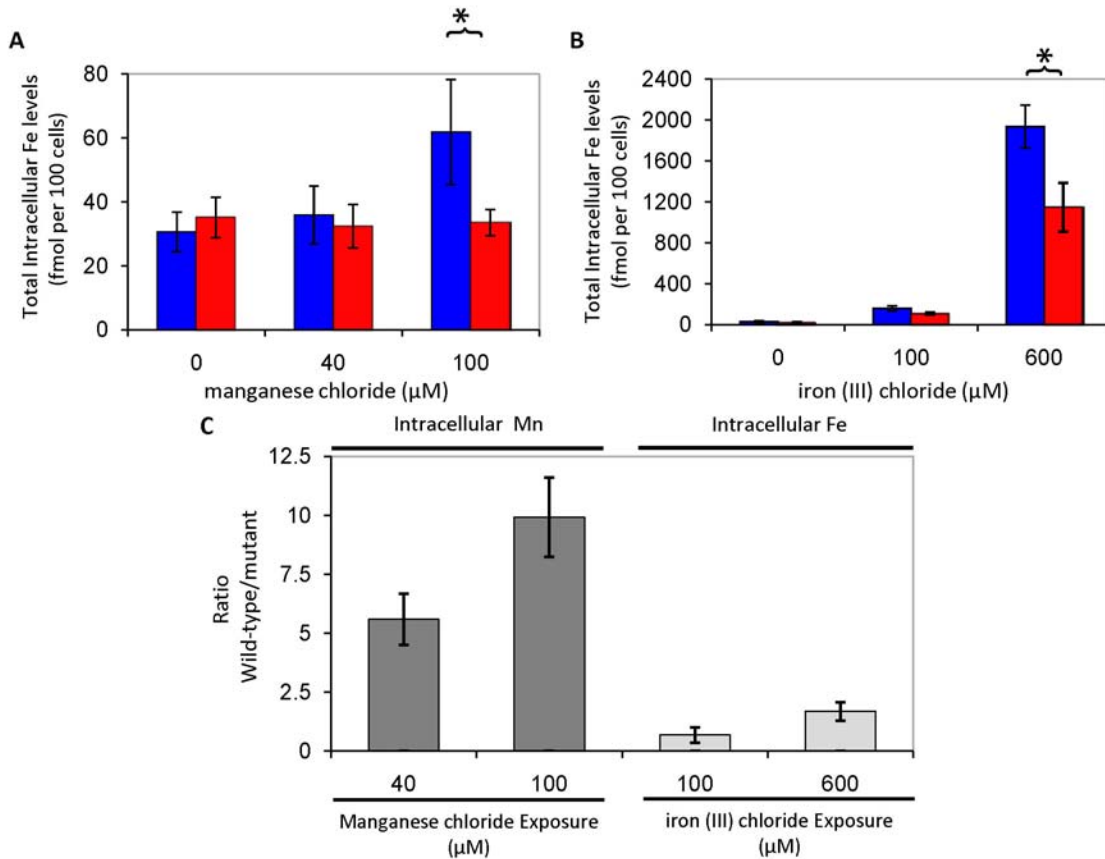 A
*
Total Intracellular Fe levels
(fmol per 100 cells)
80
60
40
20
0
0 40 100
manganese chloride (μM)
B
*
Total Intracellular Fe levels
(fmol per 100 cells)
2400
2000
1600
1200
800
400
0
0 100 600
iron (III) chloride (μM)
C
Intracellular Mn Intracellular Fe
Ratio
Wild-type/mutant
12.5
10
7.5
5
2.5
0
40 100 100 600
Manganese chloride Exposure
(μM)
iron (III) chloride Exposure
(μM)